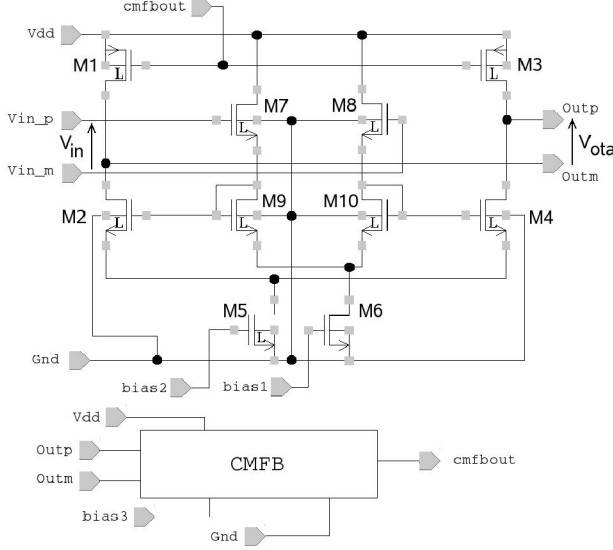 cmfbout
Vdd
M1 L L M3
Vin_p M7 M8 Outp
L L
Vin Vota
Vin_m Outm
M2 L M9 L M10 L L M4
M5 M6
L
Gnd
bias2 bias1
Vdd
Outp
CMFB cmfbout
Outm
bias3
Gnd